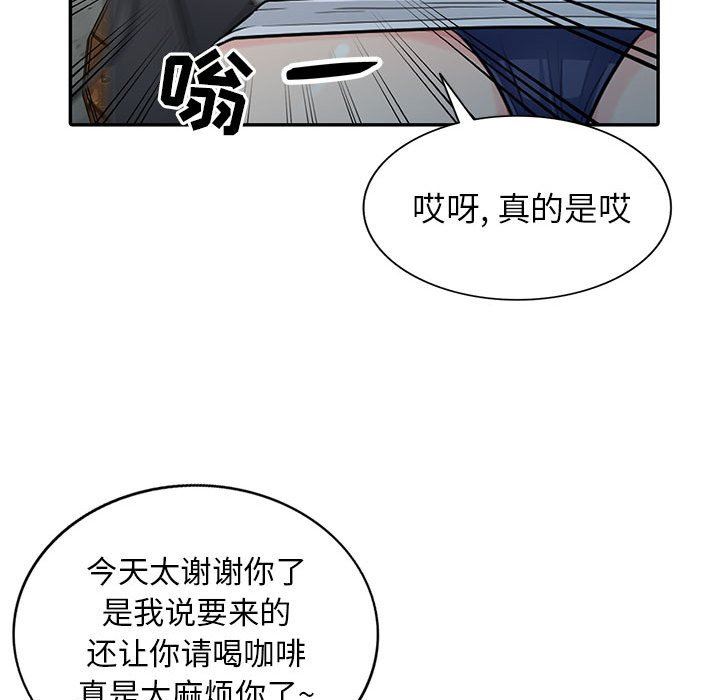 嗡一
哎呀, 真的是哎
今天太谢谢你了
是我说要来的
还让你请喝咖啡
真是太麻烦你了~